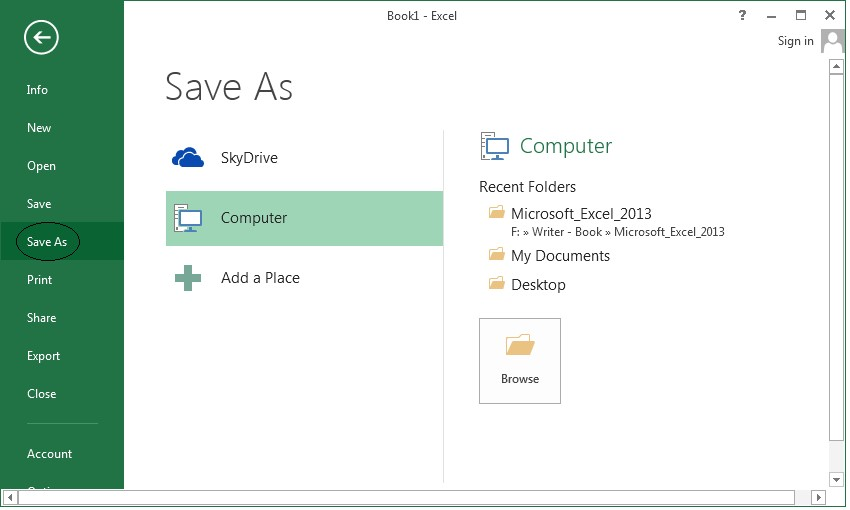 Book1 - Excel
?
Sign in
Info
New
Open
Save
Save As
Print
Share
Export
Close
Account
Save As
SkyDrive
Computer
Add a Place
Computer
Recent Folders
Microsoft_Excel_2013
F: » Writer - Book » Microsoft_Excel_2013
My Documents
Desktop
Browse